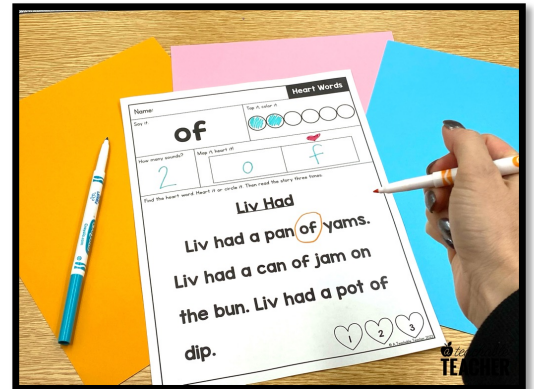 Heart Words
Name:
Say it
Tap it, color it
of
How many sounds?
Map it, heart it!
2
o
f
Find the heart word. Heart it or circle it. Then read the story three times.
Liv Had
Liv had a pan of yams.
Liv had a can of jam on
the bun. Liv had a pot of
dip.
1 2 3
TEACHER